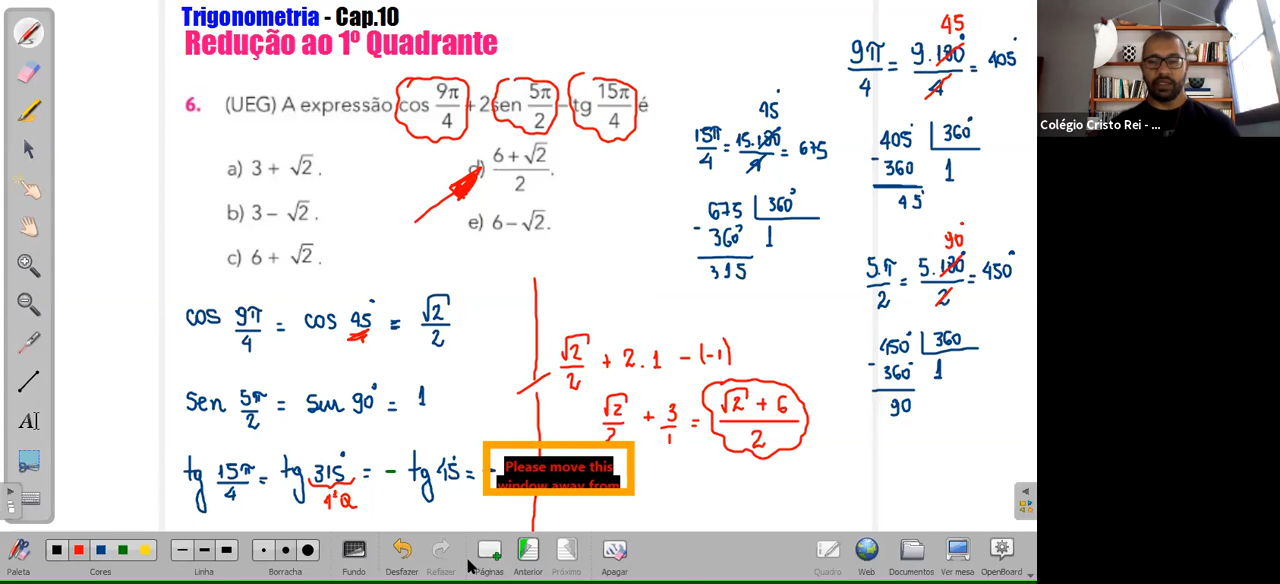 Trigonometria - Cap.10
Redução ao 1º Quadrante
6. (UEG) A expressão cos 9π/4 + 2sen 5π/2 - tg 15π/4 é
a) 3 + √2.
b) 3 - √2.
c) 6 + √2.
d) (6 + √2)/2.
e) 6 - √2.
cos 9π/4 = cos 45° = √2/2
sen 5π/2 = sen 90° = 1
tg 15π/4 = tg 315° = - tg 45° = -
4º Q
√2/2 + 2.1 - (-1)
√2/2 + 3/1 = (√2 + 6)/2
Please move this
window away from
45
15π/4 = 15.180/4 = 675
675 | 360°
- 360° 1
315
45
9π/4 = 9.180°/4 = 405°
405° | 360°
- 360 1
45°
90°
5.π/2 = 5.180°/2 = 450°
450° | 360
- 360° 1
90
Colégio Cristo Rei - ...
Paleta
Cores
Linha
Borracha
Fundo
Desfazer
Refazer
Páginas
Anterior
Próximo
Apagar
Quadro
Web
Documentos
Ver mesa
OpenBoard